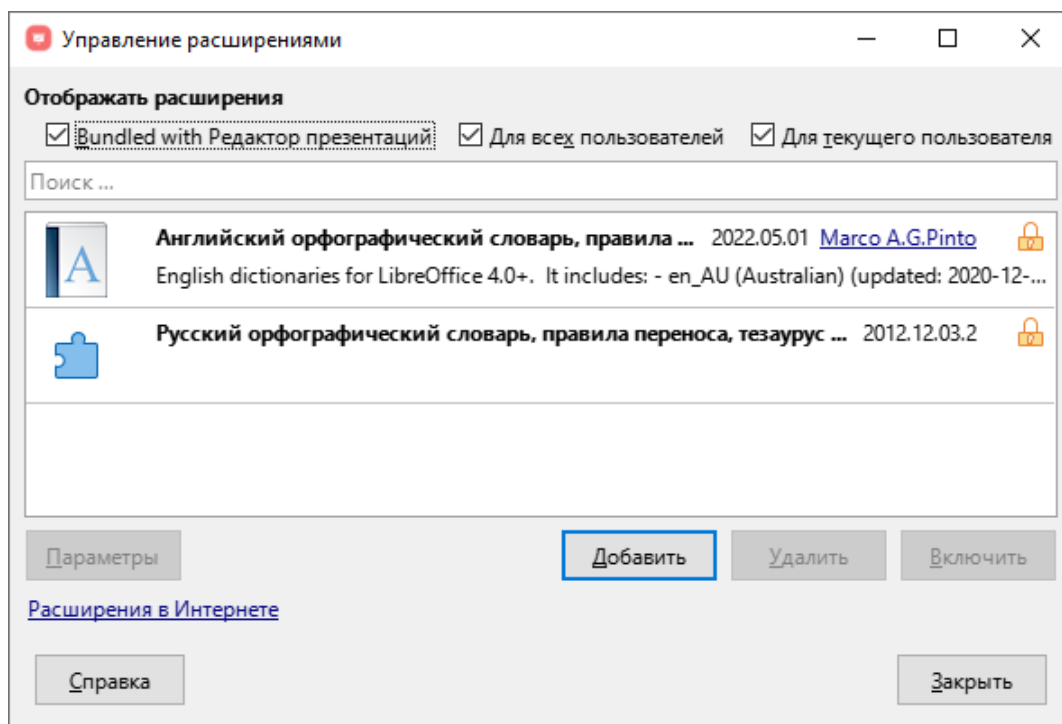 Управление расширениями
Отображать расширения
Bundled with Редактор презентаций Для всех пользователей Для текущего пользователя
Поиск ...
Английский орфографический словарь, правила ... 2022.05.01 Marco A.G.Pinto
English dictionaries for LibreOffice 4.0+. It includes: - en_AU (Australian) (updated: 2020-12-...
Русский орфографический словарь, правила переноса, тезаурус ... 2012.12.03.2
Параметры Добавить Удалить Включить
Расширения в Интернете
Справка Закрыть